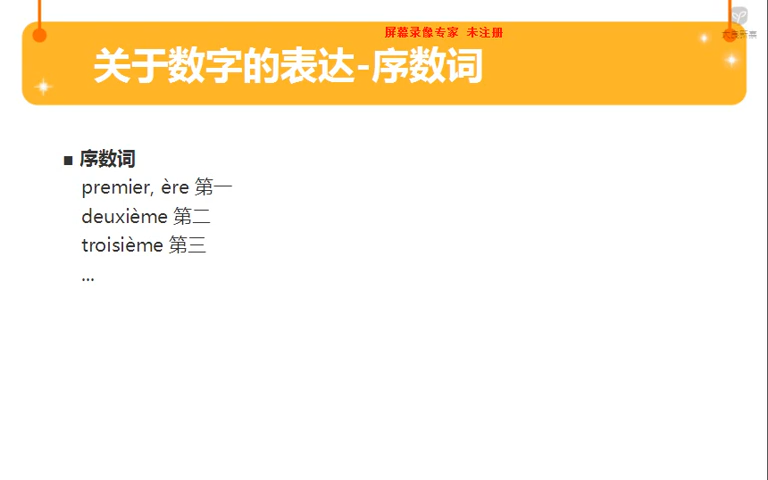 屏幕录像专家 未注册
关于数字的表达-序数词
▪ 序数词
premier, ère 第一
deuxième 第二
troisième 第三
...